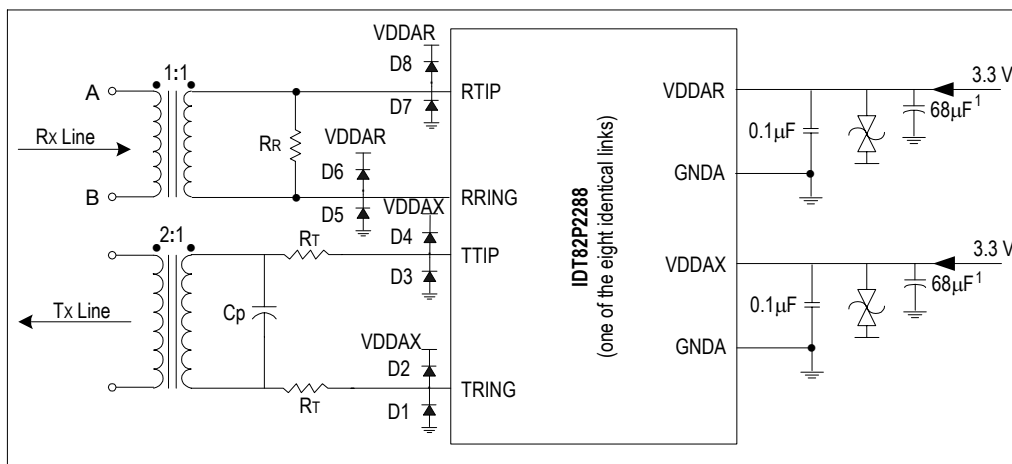 VDDAR
D8
1:1
A
RTIP
D7
Rx Line
RR
VDDAR
D6
B
RRING
D5
VDDAX
2:1
RT
D4
TTIP
D3
Tx Line
Cp
VDDAX
D2
TRING
RT
D1
IDT82P2288
(one of the eight identical links)
3.3 V
VDDAR
68µF1
0.1µF
GNDA
3.3 V
VDDAX
68µF1
0.1µF
GNDA